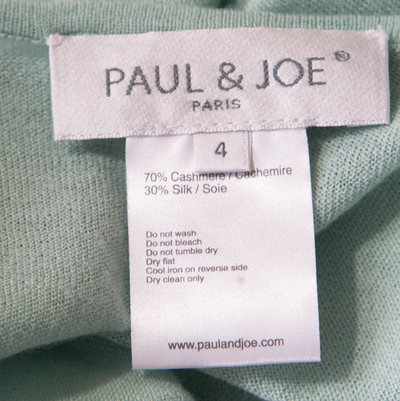 PAUL & JOE®
PARIS
4
70% Cashmere / Cachemire
30% Silk / Soie
Do not wash
Do not bleach
Do not tumble dry
Dry flat
Cool iron on reverse side
Dry clean only
www.paulandjoe.com